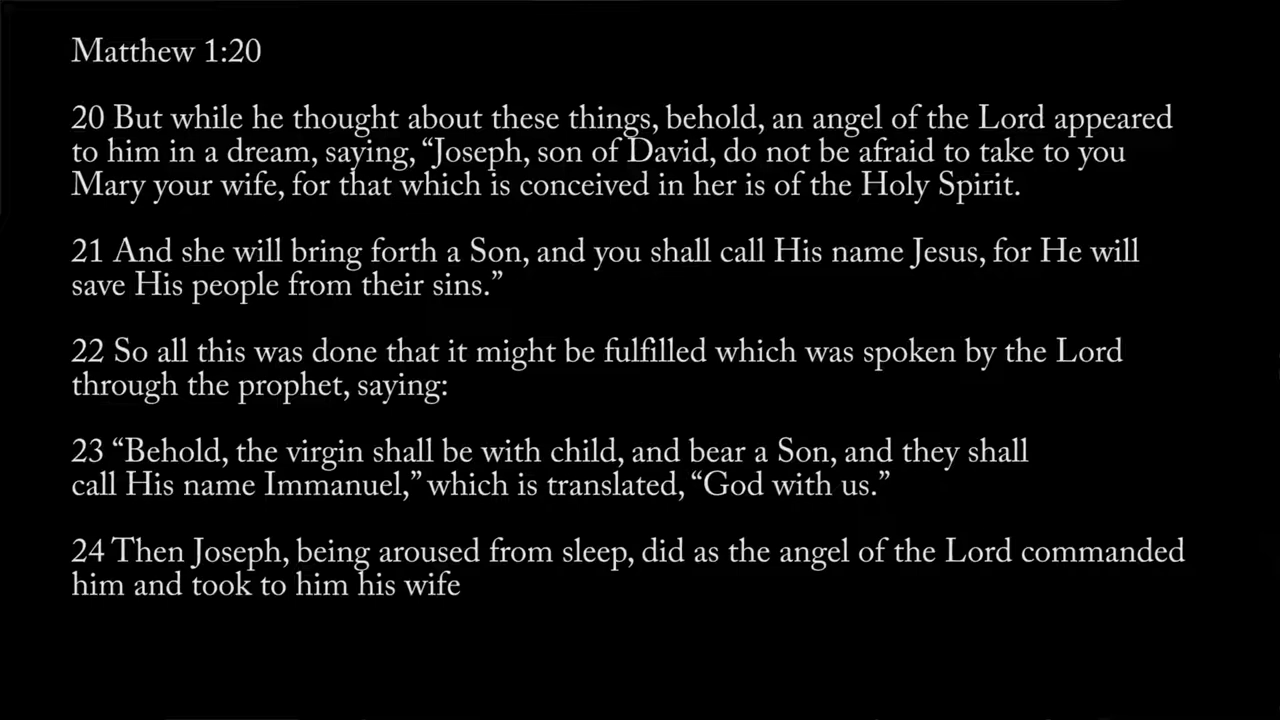 Matthew 1:20
20 But while he thought about these things, behold, an angel of the Lord appeared
to him in a dream, saying, “Joseph, son of David, do not be afraid to take to you
Mary your wife, for that which is conceived in her is of the Holy Spirit.
21 And she will bring forth a Son, and you shall call His name Jesus, for He will
save His people from their sins.”
22 So all this was done that it might be fulfilled which was spoken by the Lord
through the prophet, saying:
23 “Behold, the virgin shall be with child, and bear a Son, and they shall
call His name Immanuel,” which is translated, “God with us.”
24 Then Joseph, being aroused from sleep, did as the angel of the Lord commanded
him and took to him his wife